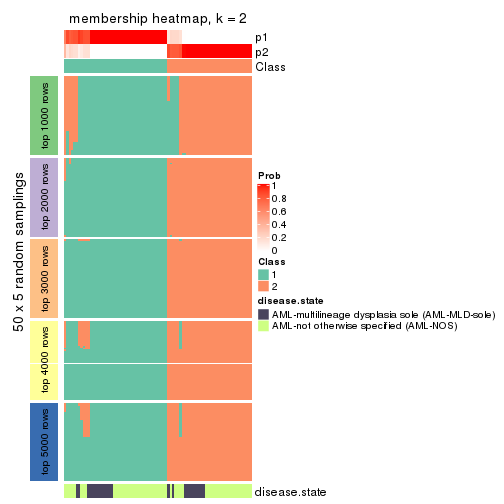 membership heatmap, k = 2
p1
p2
Class
50 x 5 random samplings
top 1000 rows
top 2000 rows
top 3000 rows
top 4000 rows
top 5000 rows
Prob
1
0.8
0.6
0.4
0.2
0
Class
1
2
disease.state
AML-multilineage dysplasia sole (AML-MLD-sole)
AML-not otherwise specified (AML-NOS)
disease.state